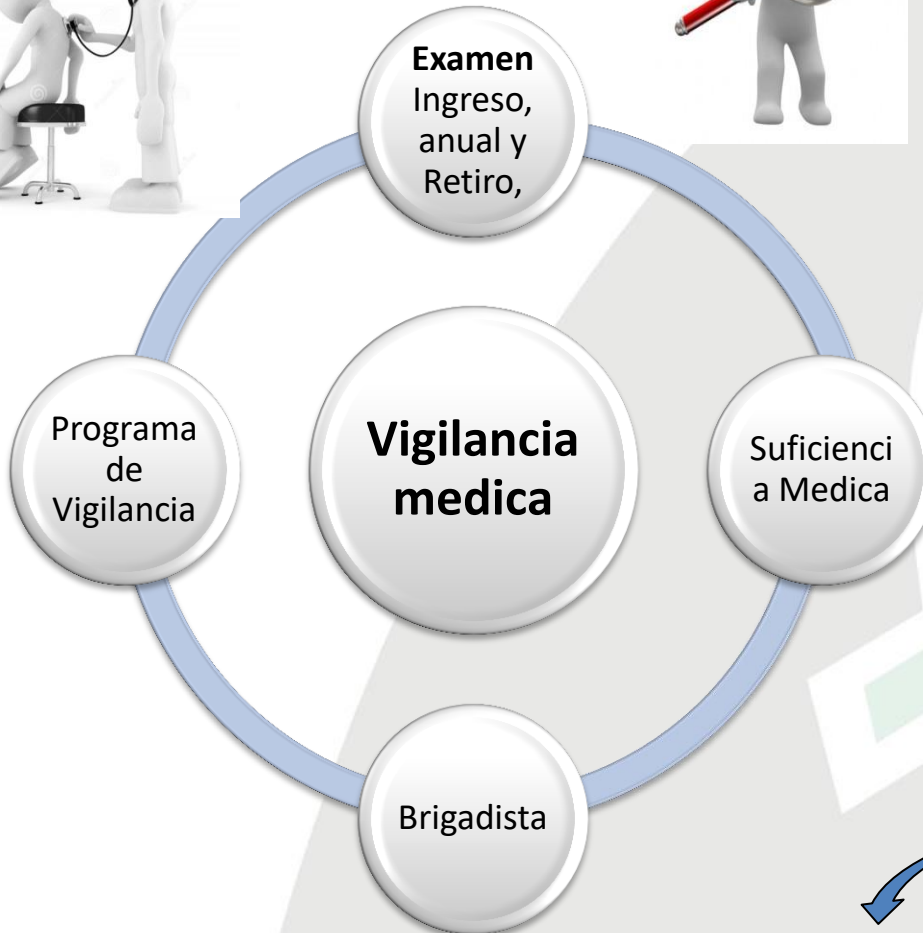 Examen
Ingreso,
anual y
Retiro,
Programa
de
Vigilancia
Vigilancia
medica
Suficienci
a Medica
Brigadista